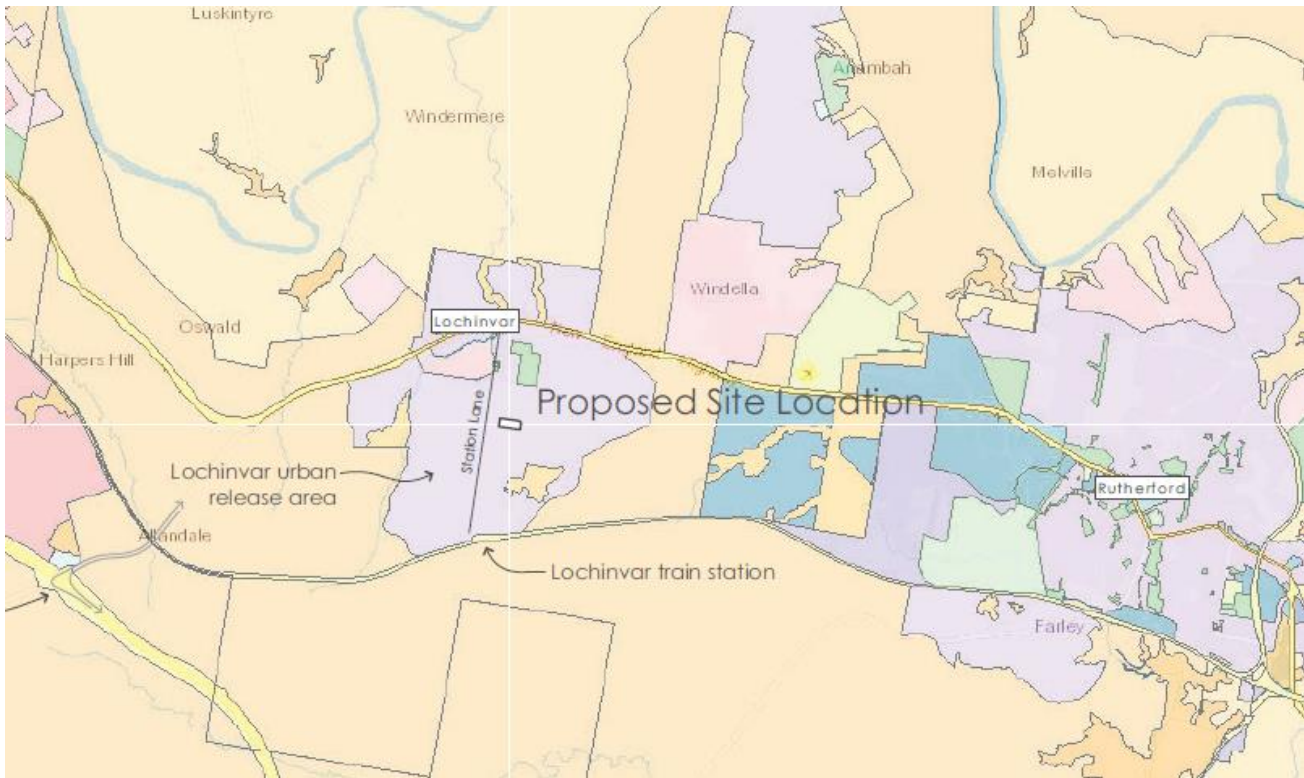 Luskintyre
Anambah
Windermere
Melville
Windella
Lochinvar
Oswald
Harpers Hill
Proposed Site Location
Station Lane
Lochinvar urban
release area
Rutherford
Allandale
Lochinvar train station
Farley